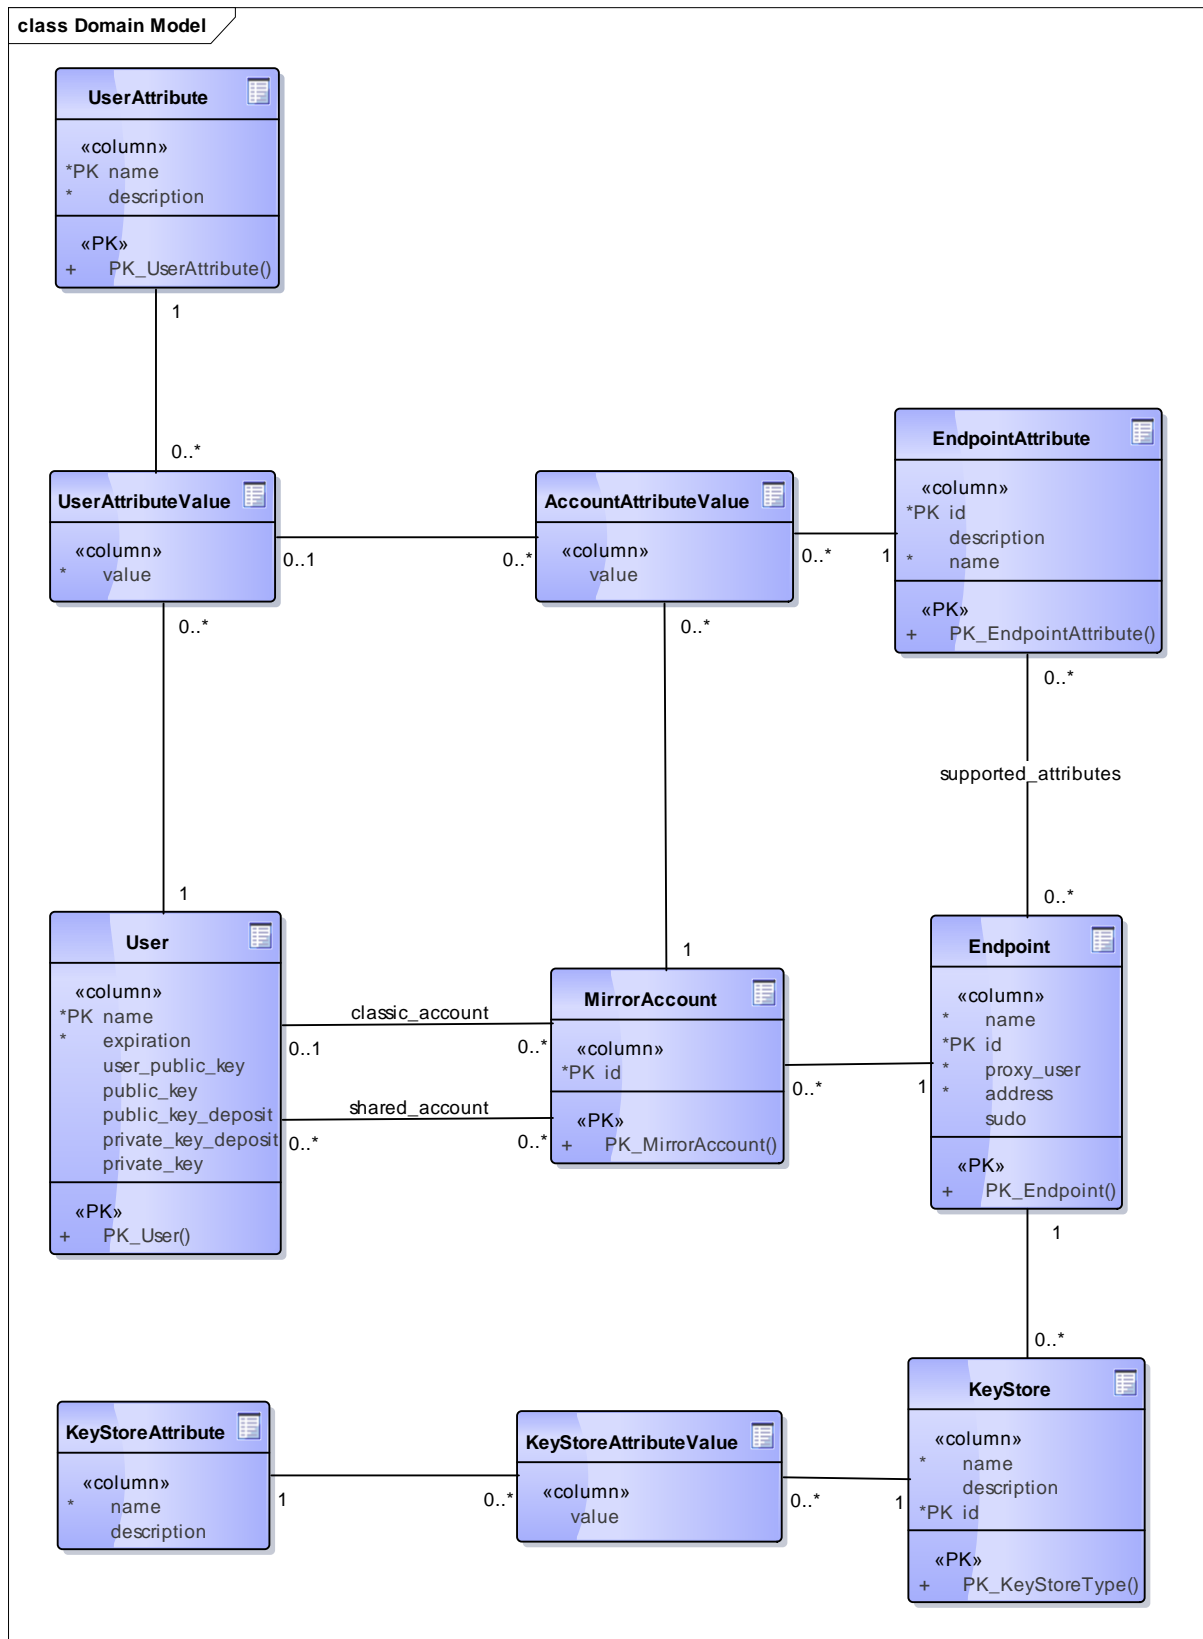 class Domain Model
UserAttribute
«column»
*PK name
* description
«PK»
+ PK_UserAttribute()
1
0..*
UserAttributeValue
«column»
* value
0..1
0..*
AccountAttributeValue
«column»
value
0..*
1
EndpointAttribute
«column»
*PK id
description
* name
«PK»
+ PK_EndpointAttribute()
0..*
0..*
0..*
supported_attributes
0..*
1
1
User
«column»
*PK name
* expiration
user_public_key
public_key
public_key_deposit
private_key_deposit
private_key
«PK»
+ PK_User()
classic_account
0..1
0..*
shared_account
0..*
0..*
MirrorAccount
«column»
*PK id
«PK»
+ PK_MirrorAccount()
0..*
1
Endpoint
«column»
* name
*PK id
* proxy_user
* address
sudo
«PK»
+ PK_Endpoint()
1
0..*
KeyStoreAttribute
«column»
* name
description
1
0..*
KeyStoreAttributeValue
«column»
value
0..*
1
KeyStore
«column»
* name
description
*PK id
«PK»
+ PK_KeyStoreType()